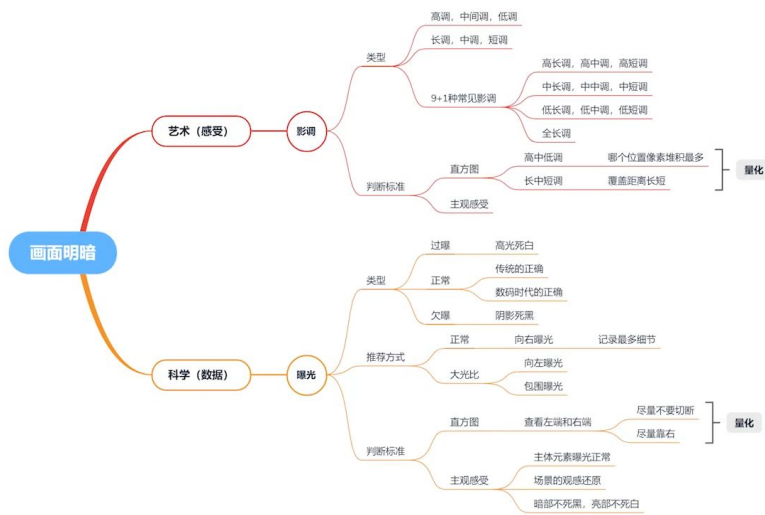 画面明暗
艺术（感受）
影调
类型
高调，中间调，低调
长调，中调，短调
9+1种常见影调
高长调，高中调，高短调
中长调，中中调，中短调
低长调，低中调，低短调
全长调
判断标准
直方图
高中低调
哪个位置像素堆积最多
长中短调
覆盖距离长短
量化
主观感受
科学（数据）
曝光
类型
过曝
高光死白
正常
传统的正确
数码时代的正确
欠曝
阴影死黑
推荐方式
正常
向右曝光
记录最多细节
大光比
向左曝光
包围曝光
判断标准
直方图
查看左端和右端
尽量不要切断
尽量靠右
量化
主观感受
主体元素曝光正常
场景的观感还原
暗部不死黑，亮部不死白